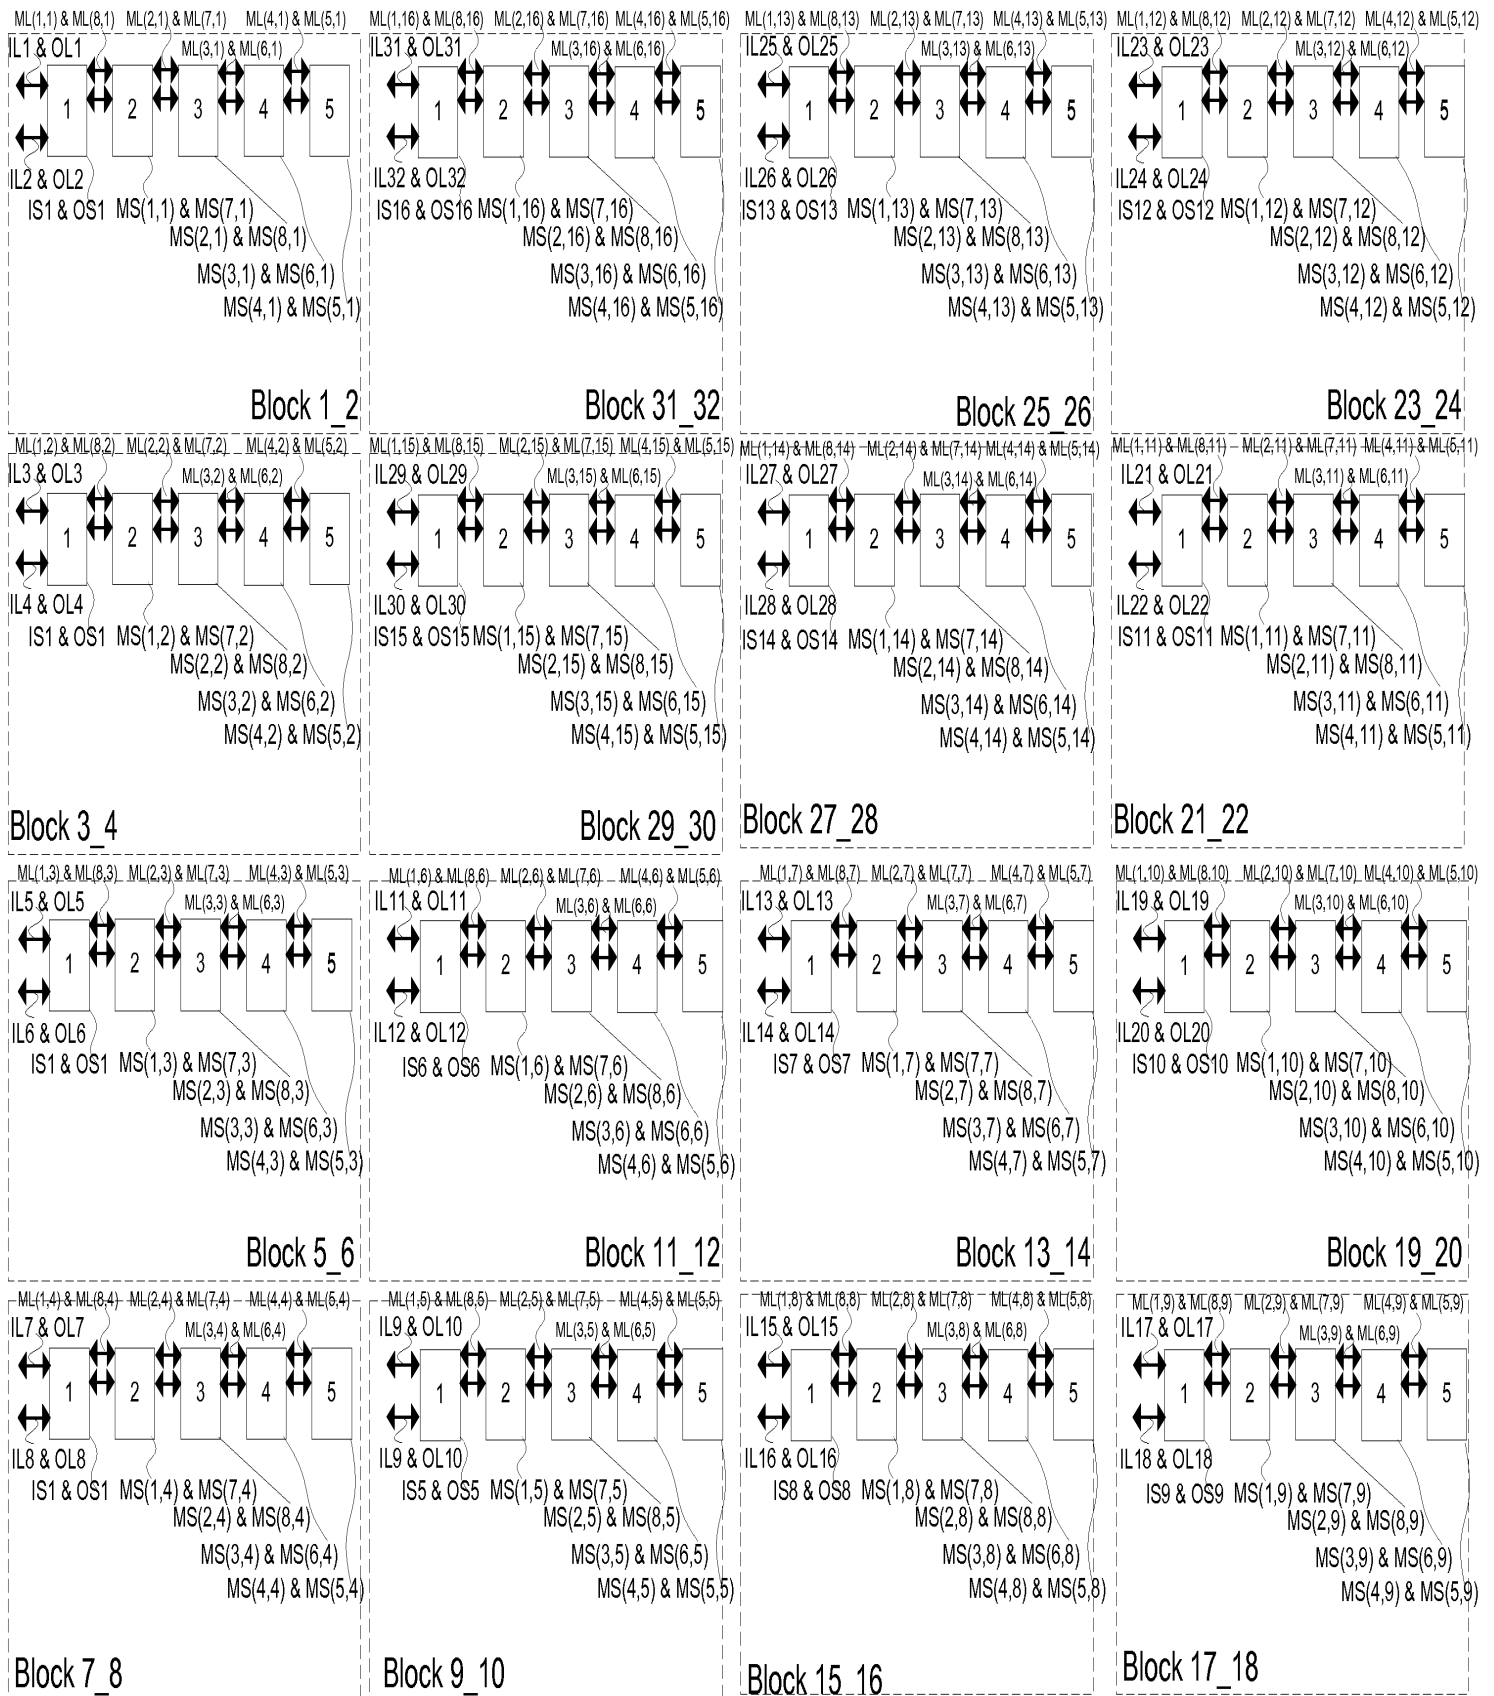 ML(1,1) & ML(8,1) ML(2,1) & ML(7,1) ML(4,1) & ML(5,1)
IL1 & OL1 ML(3,1) & ML(6,1)
1 2 3 4 5
IL2 & OL2
IS1 & OS1 MS(1,1) & MS(7,1)
MS(2,1) & MS(8,1)
MS(3,1) & MS(6,1)
MS(4,1) & MS(5,1)
Block 1_2
ML(1,16) & ML(8,16) ML(2,16) & ML(7,16) ML(4,16) & ML(5,16)
IL31 & OL31 ML(3,16) & ML(6,16)
1 2 3 4 5
IL32 & OL32
IS16 & OS16 MS(1,16) & MS(7,16)
MS(2,16) & MS(8,16)
MS(3,16) & MS(6,16)
MS(4,16) & MS(5,16)
Block 31_32
ML(1,13) & ML(8,13) ML(2,13) & ML(7,13) ML(4,13) & ML(5,13)
IL25 & OL25 ML(3,13) & ML(6,13)
1 2 3 4 5
IL26 & OL26
IS13 & OS13 MS(1,13) & MS(7,13)
MS(2,13) & MS(8,13)
MS(3,13) & MS(6,13)
MS(4,13) & MS(5,13)
Block 25_26
ML(1,12) & ML(8,12) ML(2,12) & ML(7,12) ML(4,12) & ML(5,12)
IL23 & OL23 ML(3,12) & ML(6,12)
1 2 3 4 5
IL24 & OL24
IS12 & OS12 MS(1,12) & MS(7,12)
MS(2,12) & MS(8,12)
MS(3,12) & MS(6,12)
MS(4,12) & MS(5,12)
Block 23_24
ML(1,2) & ML(8,2) ML(2,2) & ML(7,2) ML(4,2) & ML(5,2)
IL3 & OL3 ML(3,2) & ML(6,2)
1 2 3 4 5
IL4 & OL4
IS1 & OS1 MS(1,2) & MS(7,2)
MS(2,2) & MS(8,2)
MS(3,2) & MS(6,2)
MS(4,2) & MS(5,2)
Block 3_4
ML(1,15) & ML(8,15) ML(2,15) & ML(7,15) ML(4,15) & ML(5,15)
IL29 & OL29 ML(3,15) & ML(6,15)
1 2 3 4 5
IL30 & OL30
IS15 & OS15 MS(1,15) & MS(7,15)
MS(2,15) & MS(8,15)
MS(3,15) & MS(6,15)
MS(4,15) & MS(5,15)
Block 29_30
ML(1,14) & ML(8,14) ML(2,14) & ML(7,14) ML(4,14) & ML(5,14)
IL27 & OL27 ML(3,14) & ML(6,14)
1 2 3 4 5
IL28 & OL28
IS14 & OS14 MS(1,14) & MS(7,14)
MS(2,14) & MS(8,14)
MS(3,14) & MS(6,14)
MS(4,14) & MS(5,14)
Block 27_28
ML(1,11) & ML(8,11) ML(2,11) & ML(7,11) ML(4,11) & ML(5,11)
IL21 & OL21 ML(3,11) & ML(6,11)
1 2 3 4 5
IL22 & OL22
IS11 & OS11 MS(1,11) & MS(7,11)
MS(2,11) & MS(8,11)
MS(3,11) & MS(6,11)
MS(4,11) & MS(5,11)
Block 21_22
ML(1,3) & ML(8,3) ML(2,3) & ML(7,3) ML(4,3) & ML(5,3)
IL5 & OL5 ML(3,3) & ML(6,3)
1 2 3 4 5
IL6 & OL6
IS1 & OS1 MS(1,3) & MS(7,3)
MS(2,3) & MS(8,3)
MS(3,3) & MS(6,3)
MS(4,3) & MS(5,3)
Block 5_6
ML(1,6) & ML(8,6) ML(2,6) & ML(7,6) ML(4,6) & ML(5,6)
IL11 & OL11 ML(3,6) & ML(6,6)
1 2 3 4 5
IL12 & OL12
IS6 & OS6 MS(1,6) & MS(7,6)
MS(2,6) & MS(8,6)
MS(3,6) & MS(6,6)
MS(4,6) & MS(5,6)
Block 11_12
ML(1,7) & ML(8,7) ML(2,7) & ML(7,7) ML(4,7) & ML(5,7)
IL13 & OL13 ML(3,7) & ML(6,7)
1 2 3 4 5
IL14 & OL14
IS7 & OS7 MS(1,7) & MS(7,7)
MS(2,7) & MS(8,7)
MS(3,7) & MS(6,7)
MS(4,7) & MS(5,7)
Block 13_14
ML(1,10) & ML(8,10) ML(2,10) & ML(7,10) ML(4,10) & ML(5,10)
IL19 & OL19 ML(3,10) & ML(6,10)
1 2 3 4 5
IL20 & OL20
IS10 & OS10 MS(1,10) & MS(7,10)
MS(2,10) & MS(8,10)
MS(3,10) & MS(6,10)
MS(4,10) & MS(5,10)
Block 19_20
ML(1,4) & ML(8,4) ML(2,4) & ML(7,4) ML(4,4) & ML(5,4)
IL7 & OL7 ML(3,4) & ML(6,4)
1 2 3 4 5
IL8 & OL8
IS1 & OS1 MS(1,4) & MS(7,4)
MS(2,4) & MS(8,4)
MS(3,4) & MS(6,4)
MS(4,4) & MS(5,4)
Block 7_8
ML(1,5) & ML(8,5) ML(2,5) & ML(7,5) ML(4,5) & ML(5,5)
IL9 & OL10 ML(3,5) & ML(6,5)
1 2 3 4 5
IL9 & OL10
IS5 & OS5 MS(1,5) & MS(7,5)
MS(2,5) & MS(8,5)
MS(3,5) & MS(6,5)
MS(4,5) & MS(5,5)
Block 9_10
ML(1,8) & ML(8,8) ML(2,8) & ML(7,8) ML(4,8) & ML(5,8)
IL15 & OL15 ML(3,8) & ML(6,8)
1 2 3 4 5
IL16 & OL16
IS8 & OS8 MS(1,8) & MS(7,8)
MS(2,8) & MS(8,8)
MS(3,8) & MS(6,8)
MS(4,8) & MS(5,8)
Block 15_16
ML(1,9) & ML(8,9) ML(2,9) & ML(7,9) ML(4,9) & ML(5,9)
IL17 & OL17 ML(3,9) & ML(6,9)
1 2 3 4 5
IL18 & OL18
IS9 & OS9 MS(1,9) & MS(7,9)
MS(2,9) & MS(8,9)
MS(3,9) & MS(6,9)
MS(4,9) & MS(5,9)
Block 17_18